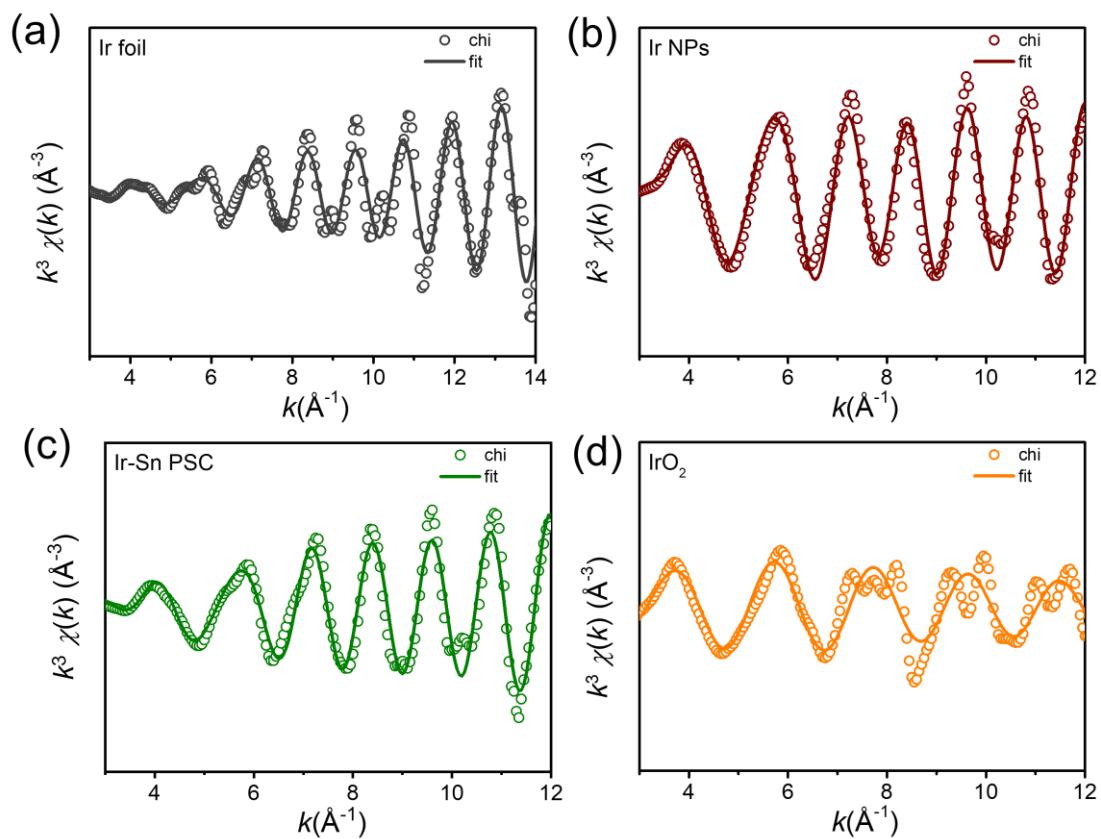 (a)
Ir foil
chi
fit
k³ χ(k) (Å⁻³)
4 6 8 10 12 14
k(Å⁻¹)
(b)
Ir NPs
chi
fit
k³ χ(k) (Å⁻³)
4 6 8 10 12
k(Å⁻¹)
(c)
Ir-Sn PSC
chi
fit
k³ χ(k) (Å⁻³)
4 6 8 10 12
k(Å⁻¹)
(d)
IrO₂
chi
fit
k³ χ(k) (Å⁻³)
4 6 8 10 12
k(Å⁻¹)